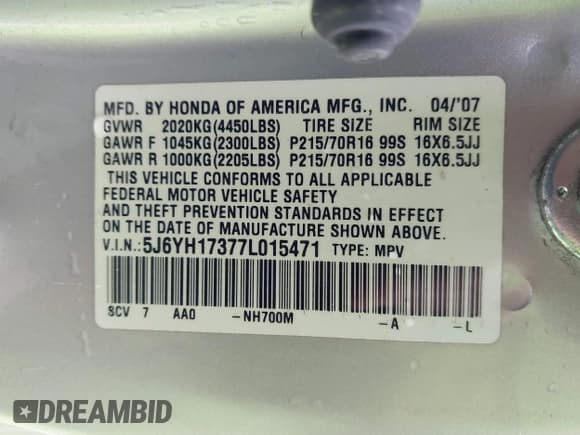 MFD. BY HONDA OF AMERICA MFG., INC. 04/'07
GVWR 2020KG(4450LBS) TIRE SIZE RIM SIZE
GAWR F 1045KG(2300LBS) P215/70R16 99S 16X6.5JJ
GAWR R 1000KG(2205LBS) P215/70R16 99S 16X6.5JJ
THIS VEHICLE CONFORMS TO ALL APPLICABLE
FEDERAL MOTOR VEHICLE SAFETY
AND THEFT PREVENTION STANDARDS IN EFFECT
ON THE DATE OF MANUFACTURE SHOWN ABOVE.
V.I.N.:5J6YH17377L015471 TYPE: MPV
SCV 7 AA0 -NH700M -A -L
DREAMBID